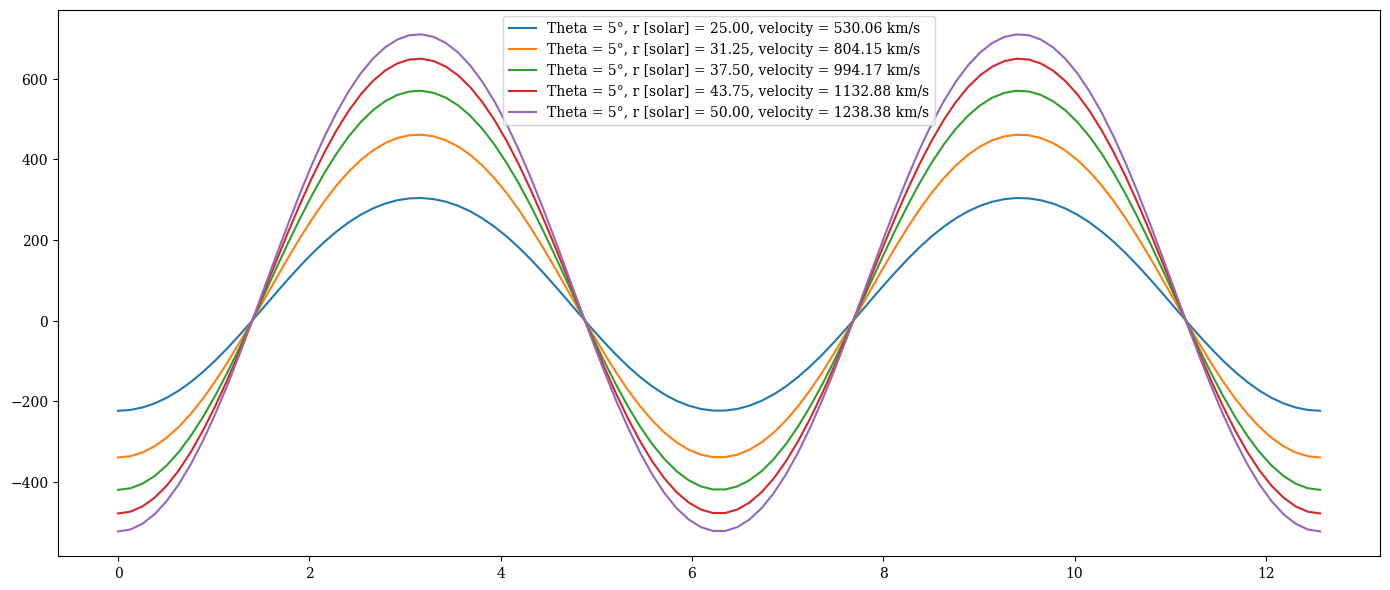 Theta = 5°, r [solar] = 25.00, velocity = 530.06 km/s
Theta = 5°, r [solar] = 31.25, velocity = 804.15 km/s
Theta = 5°, r [solar] = 37.50, velocity = 994.17 km/s
Theta = 5°, r [solar] = 43.75, velocity = 1132.88 km/s
Theta = 5°, r [solar] = 50.00, velocity = 1238.38 km/s
600
400
200
0
−200
−400
0 2 4 6 8 10 12